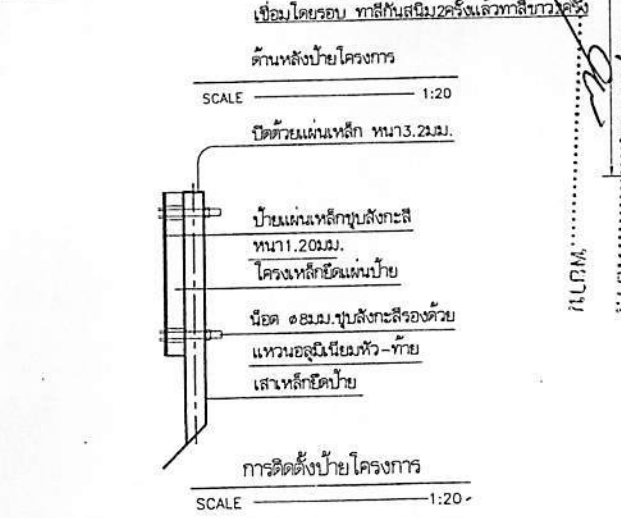 เชื่อมโดยรอบ ทาสีกันสนิม2ครั้งแล้วทาสีขาว2ครั้ง
ด้านหลังป้ายโครงการ
SCALE 1:20
ปิดด้วยแผ่นเหล็ก หนา3.2มม.
ป้ายแผ่นเหล็กชุบสังกะสี
หนา1.20มม.
โครงเหล็กยึดแผ่นป้าย
น๊อต ø8มม.ชุบสังกะสีรองด้วย
แหวนอลูมิเนียมหัว-ท้าย
เสาเหล็กยึดป้าย
การติดตั้งป้ายโครงการ
SCALE 1:20
พยาน